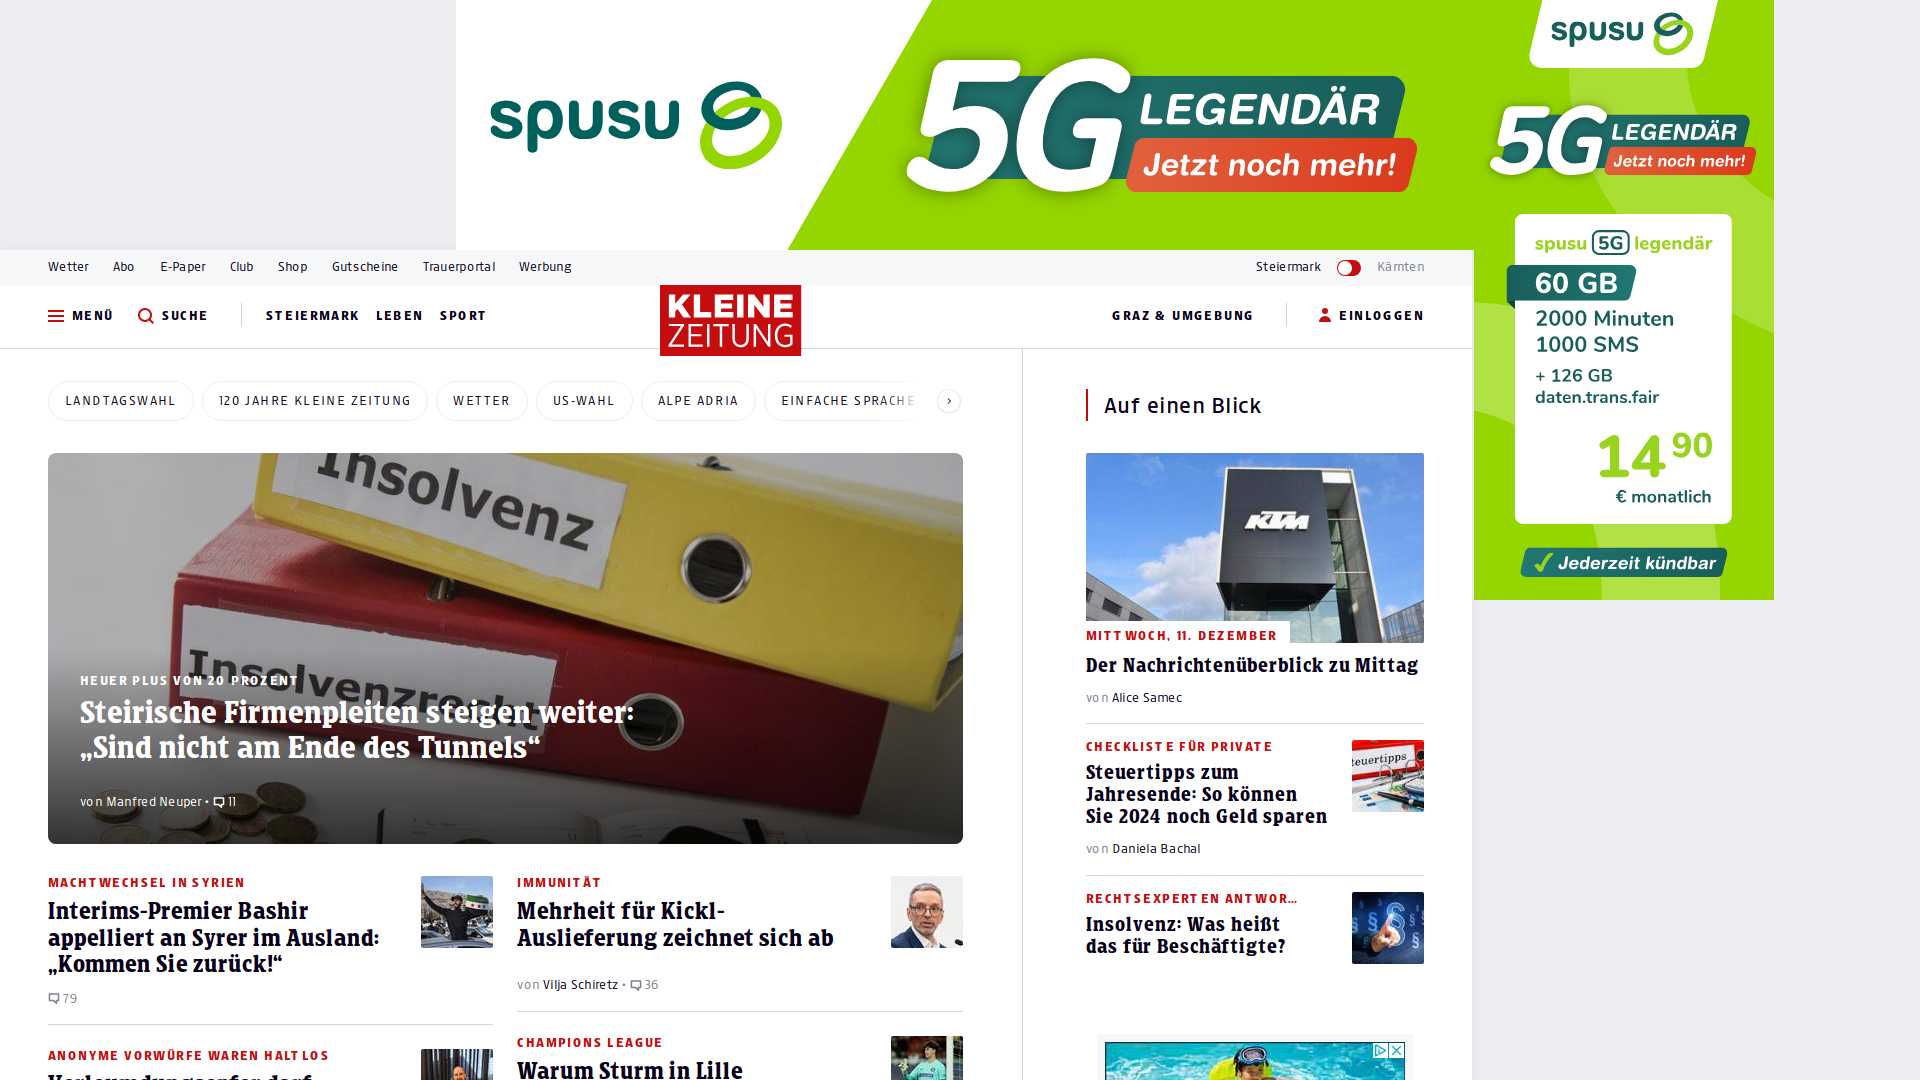 spusu
5G LEGENDÄR
Jetzt noch mehr!
spusu
5G LEGENDÄR
Jetzt noch mehr!
spusu 5G legendär
60 GB
2000 Minuten
1000 SMS
+ 126 GB
daten.trans.fair
14 90
€ monatlich
Jederzeit kündbar
Wetter Abo E-Paper Club Shop Gutscheine Trauerportal Werbung
Steiermark Kärnten
MENÜ SUCHE STEIERMARK LEBEN SPORT
KLEINE
ZEITUNG
GRAZ & UMGEBUNG EINLOGGEN
LANDTAGSWAHL 120 JAHRE KLEINE ZEITUNG WETTER US-WAHL ALPE ADRIA EINFACHE SPRACHE
Insolvenz
Insolvenzrecht
HEUER PLUS VON 20 PROZENT
Steirische Firmenpleiten steigen weiter:
„Sind nicht am Ende des Tunnels“
von Manfred Neuper • 11
MACHTWECHSEL IN SYRIEN
Interims-Premier Bashir
appelliert an Syrer im Ausland:
„Kommen Sie zurück!“
79
ANONYME VORWÜRFE WAREN HALTLOS
Verleumdungsopfer darf
IMMUNITÄT
Mehrheit für Kickl-
Auslieferung zeichnet sich ab
von Vilja Schiretz • 36
CHAMPIONS LEAGUE
Warum Sturm in Lille
Auf einen Blick
KTM
MITTWOCH, 11. DEZEMBER
Der Nachrichtenüberblick zu Mittag
von Alice Samec
CHECKLISTE FÜR PRIVATE
Steuertipps zum
Jahresende: So können
Sie 2024 noch Geld sparen
von Daniela Bachal
teuertipps
RECHTSEXPERTEN ANTWOR...
Insolvenz: Was heißt
das für Beschäftigte?